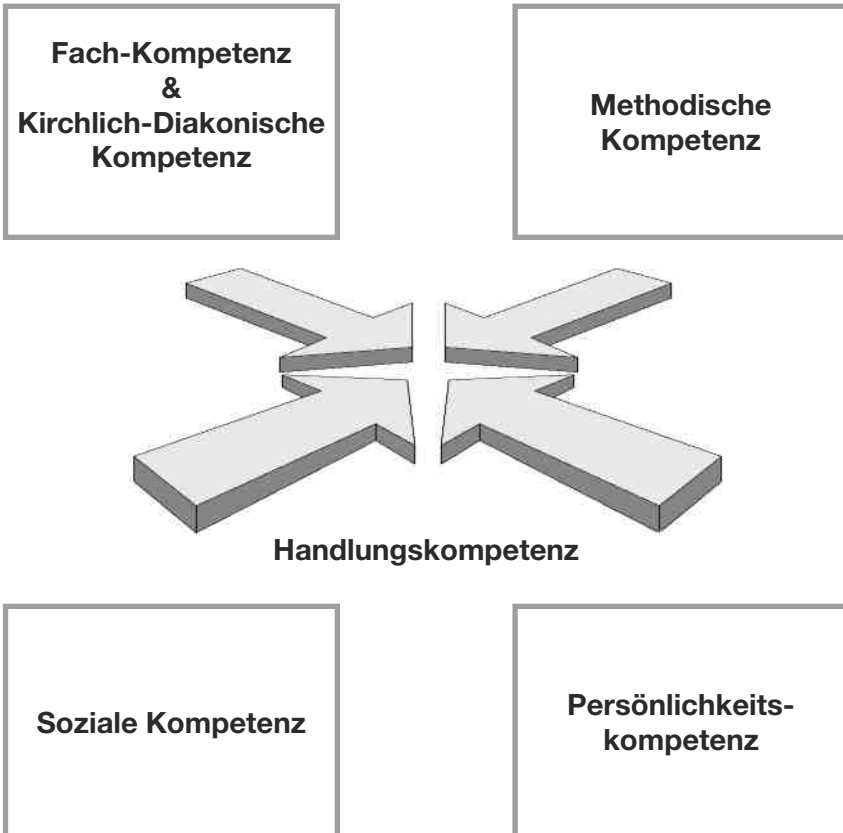 Fach-Kompetenz
&
Kirchlich-Diakonische
Kompetenz
Methodische
Kompetenz
Handlungskompetenz
Soziale Kompetenz
Persönlichkeits-
kompetenz